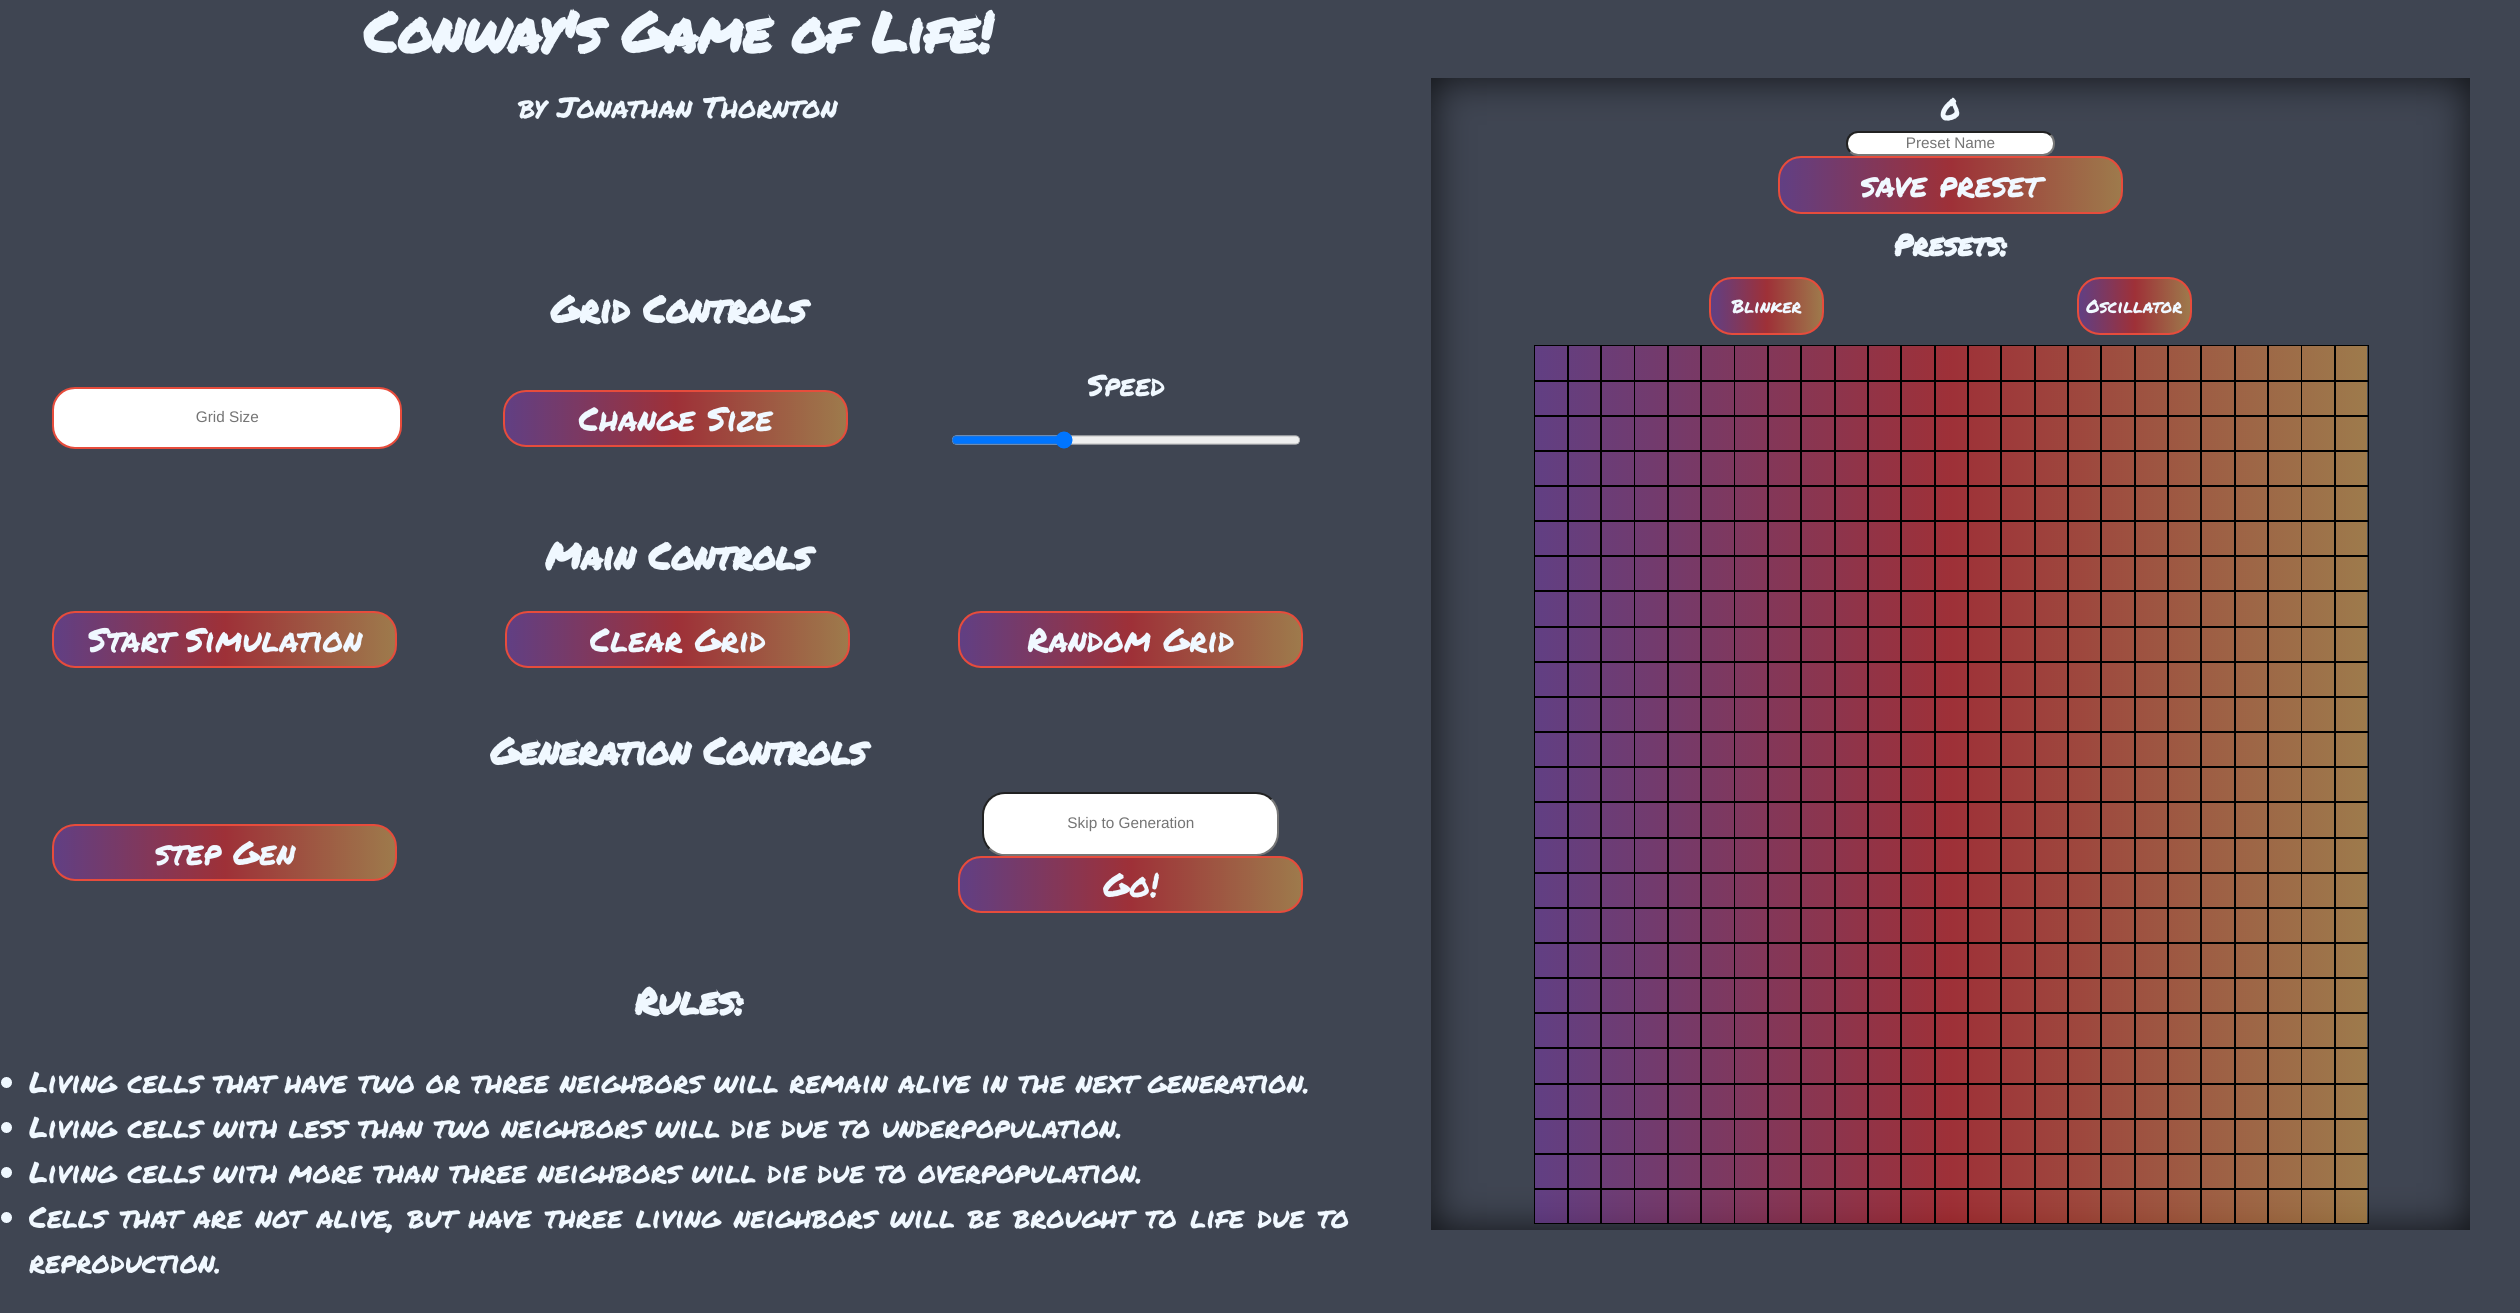 Conway's Game of Life!
by Jonathan Thornton
Grid Controls
Grid Size
Change Size
Speed
Main Controls
Start Simulation
Clear Grid
Random Grid
Generation Controls
step Gen
Skip to Generation
Go!
Rules:
Living cells that have two or three neighbors will remain alive in the next generation.
Living cells with less than two neighbors will die due to underpopulation.
Living cells with more than three neighbors will die due to overpopulation.
Cells that are not alive, but have three living neighbors will be brought to life due to
reproduction.
0
Preset Name
save preset
Presets:
Blinker
Oscillator